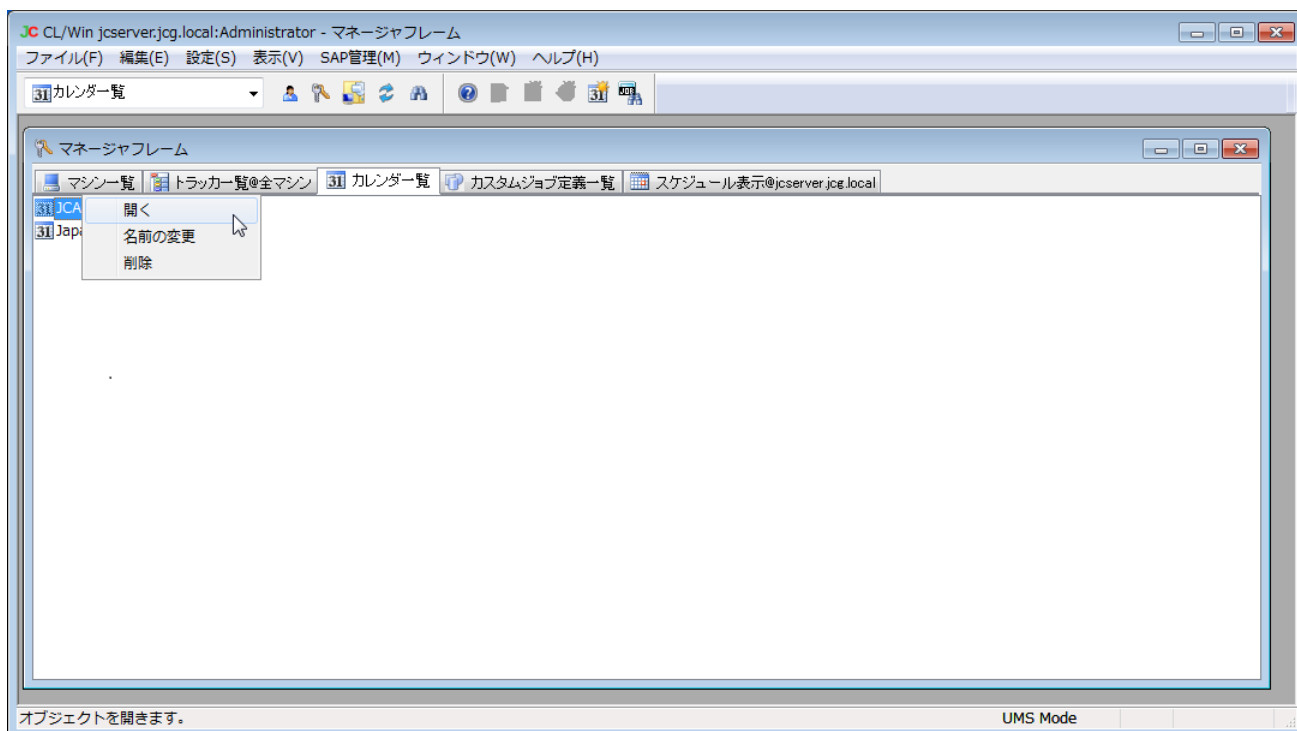 JC CL/Win jcserver.jcg.local:Administrator - マネージャフレーム
ファイル(F) 編集(E) 設定(S) 表示(V) SAP管理(M) ウィンドウ(W) ヘルプ(H)
31 カレンダ一覧 31
マネージャフレーム
マシン一覧 トラッカ一覧@全マシン 31 カレンダ一覧 カスタムジョブ定義一覧 スケジュール表示@jcserver.jcg.local
31 JCA 開く
31 Japa 名前の変更
削除
オブジェクトを開きます。 UMS Mode